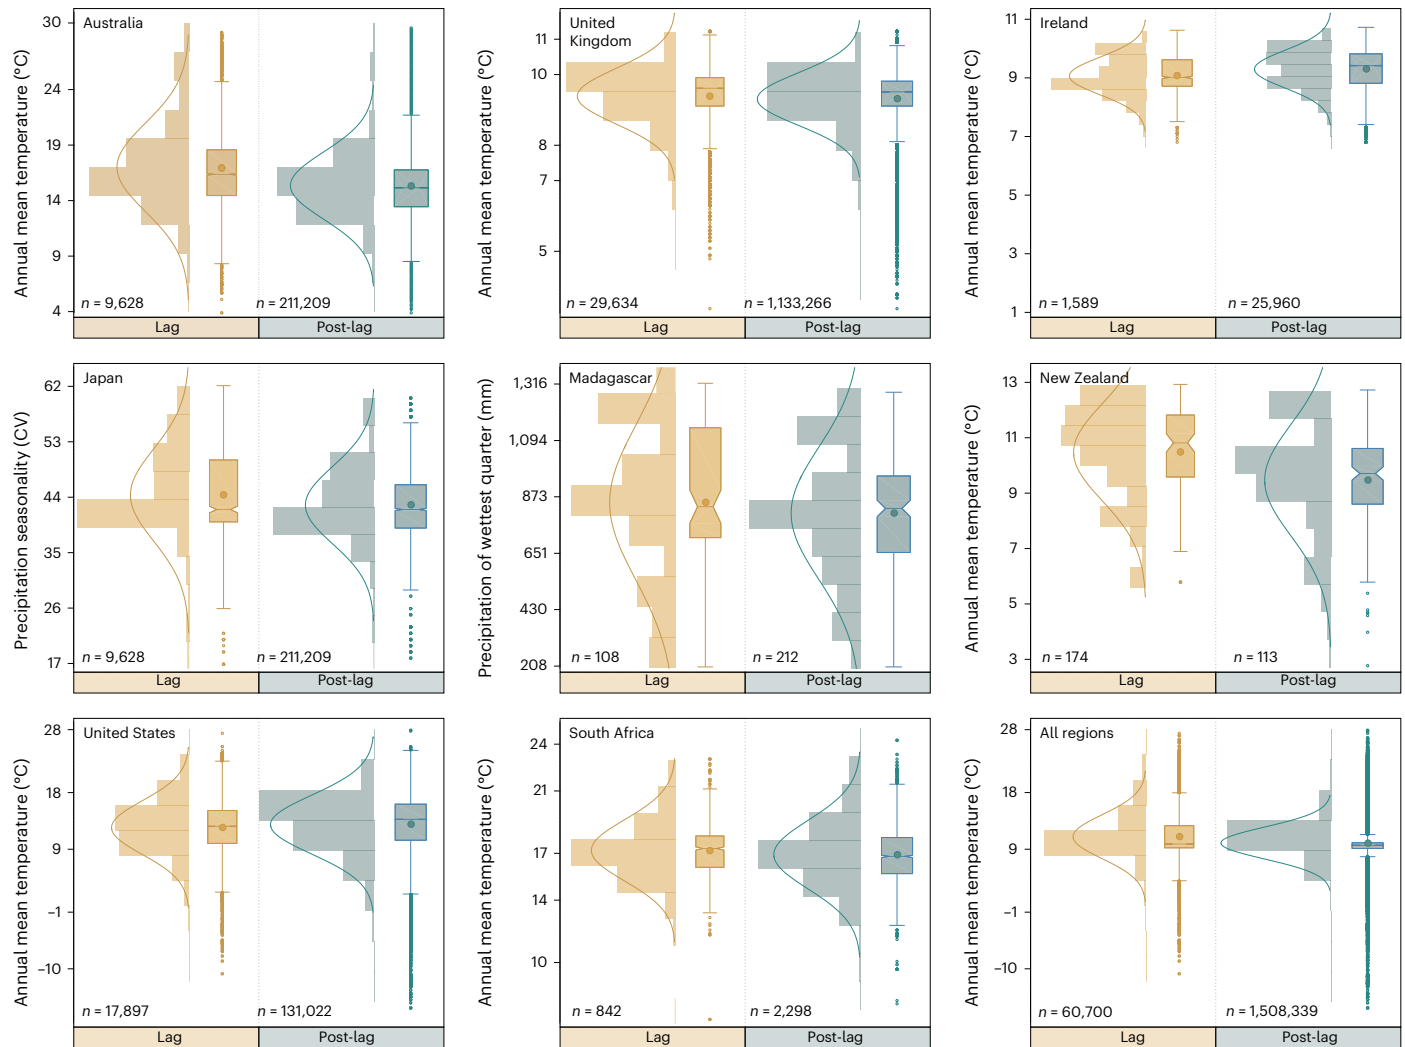 Australia
Annual mean temperature (°C)
30
24
19
14
9
4
n = 9,628
n = 211,209
Lag
Post-lag
United
Kingdom
Annual mean temperature (°C)
11
10
8
7
5
n = 29,634
n = 1,133,266
Lag
Post-lag
Ireland
Annual mean temperature (°C)
11
9
7
5
3
1
n = 1,589
n = 25,960
Lag
Post-lag
Japan
Precipitation seasonality (CV)
62
53
44
35
26
17
n = 9,628
n = 211,209
Lag
Post-lag
Madagascar
Precipitation of wettest quarter (mm)
1,316
1,094
873
651
430
208
n = 108
n = 212
Lag
Post-lag
New Zealand
Annual mean temperature (°C)
13
11
9
7
5
3
n = 174
n = 113
Lag
Post-lag
United States
Annual mean temperature (°C)
28
18
9
–1
–10
n = 17,897
n = 131,022
Lag
Post-lag
South Africa
Annual mean temperature (°C)
24
21
17
14
10
n = 842
n = 2,298
Lag
Post-lag
All regions
Annual mean temperature (°C)
28
18
9
–1
–10
n = 60,700
n = 1,508,339
Lag
Post-lag